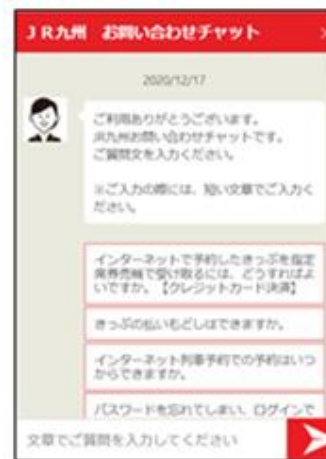 JR九州 お問い合わせチャット
2020/12/17
ご利用ありがとうございます。
JR九州お問い合わせチャットです。
ご質問文を入力ください。
※ご入力の際には、短い文章でご入力く
ださい。
インターネットで予約したきっぷを指定
席券売機で受け取るには、どうすればよ
いですか。【クレジットカード決済】
きっぷの払いもどしはできますか。
インターネット列車予約での予約はいつ
からできますか。
パスワードを忘れてしまい、ログインで
文章でご質問を入力してください